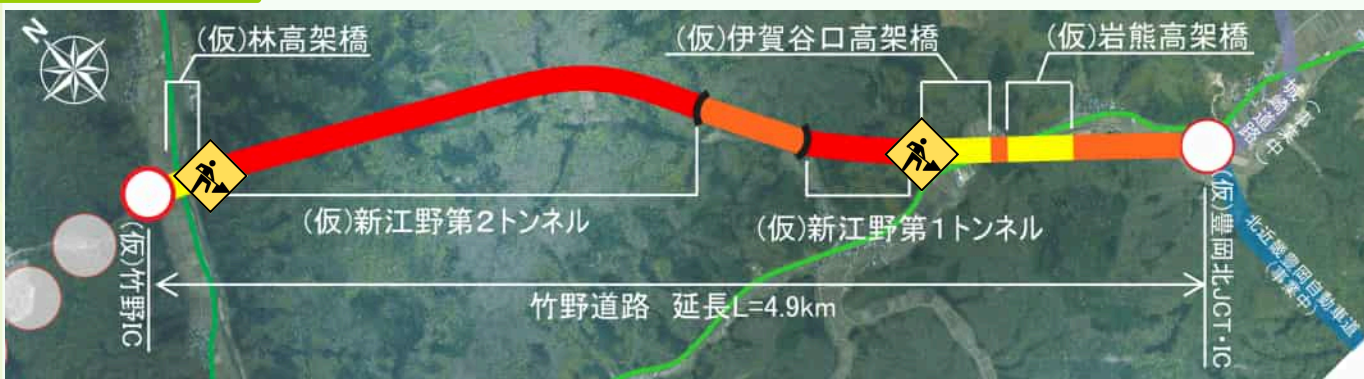 N
(仮)林高架橋
(仮)伊賀谷口高架橋
(仮)岩熊高架橋
城崎道路
(事業中)
(仮)新江野第2トンネル
(仮)新江野第1トンネル
(仮)竹野IC
(仮)豊岡北JCT・IC
北近畿豊岡自動車道
(事業中)
竹野道路 延長L=4.9km